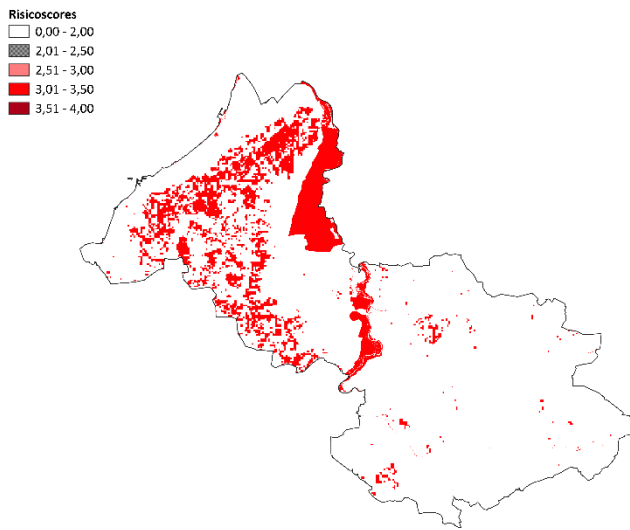 Risicoscores
0,00 - 2,00
2,01 - 2,50
2,51 - 3,00
3,01 - 3,50
3,51 - 4,00